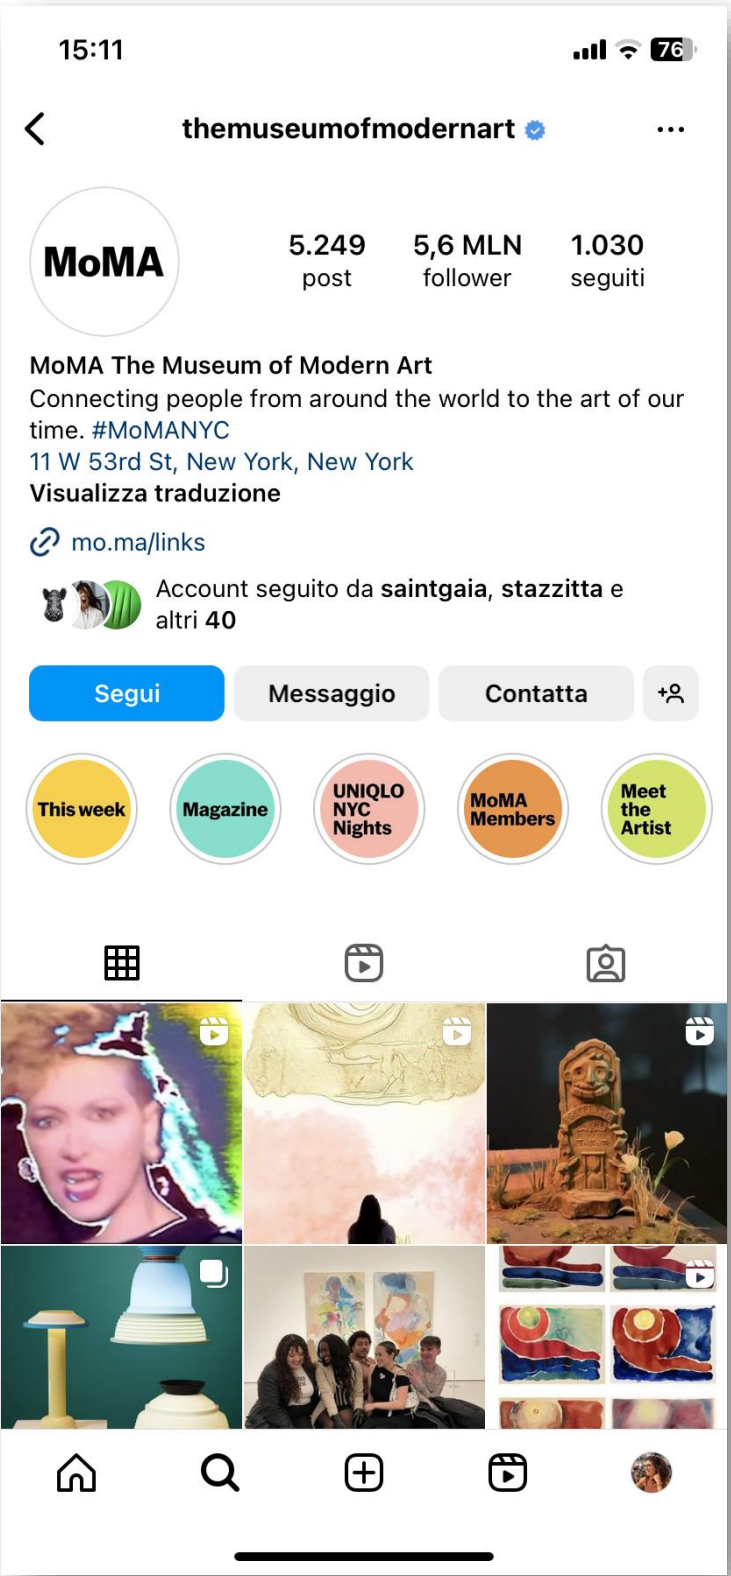 15:11
76
themuseumofmodernart
MoMA
5.249 5,6 MLN 1.030
post follower seguiti
MoMA The Museum of Modern Art
Connecting people from around the world to the art of our
time. #MoMANYC
11 W 53rd St, New York, New York
Visualizza traduzione
mo.ma/links
Account seguito da saintgaia, stazzitta e
altri 40
Segui Messaggio Contatta
This week
Magazine
UNIQLO
NYC
Nights
MoMA
Members
Meet
the
Artist